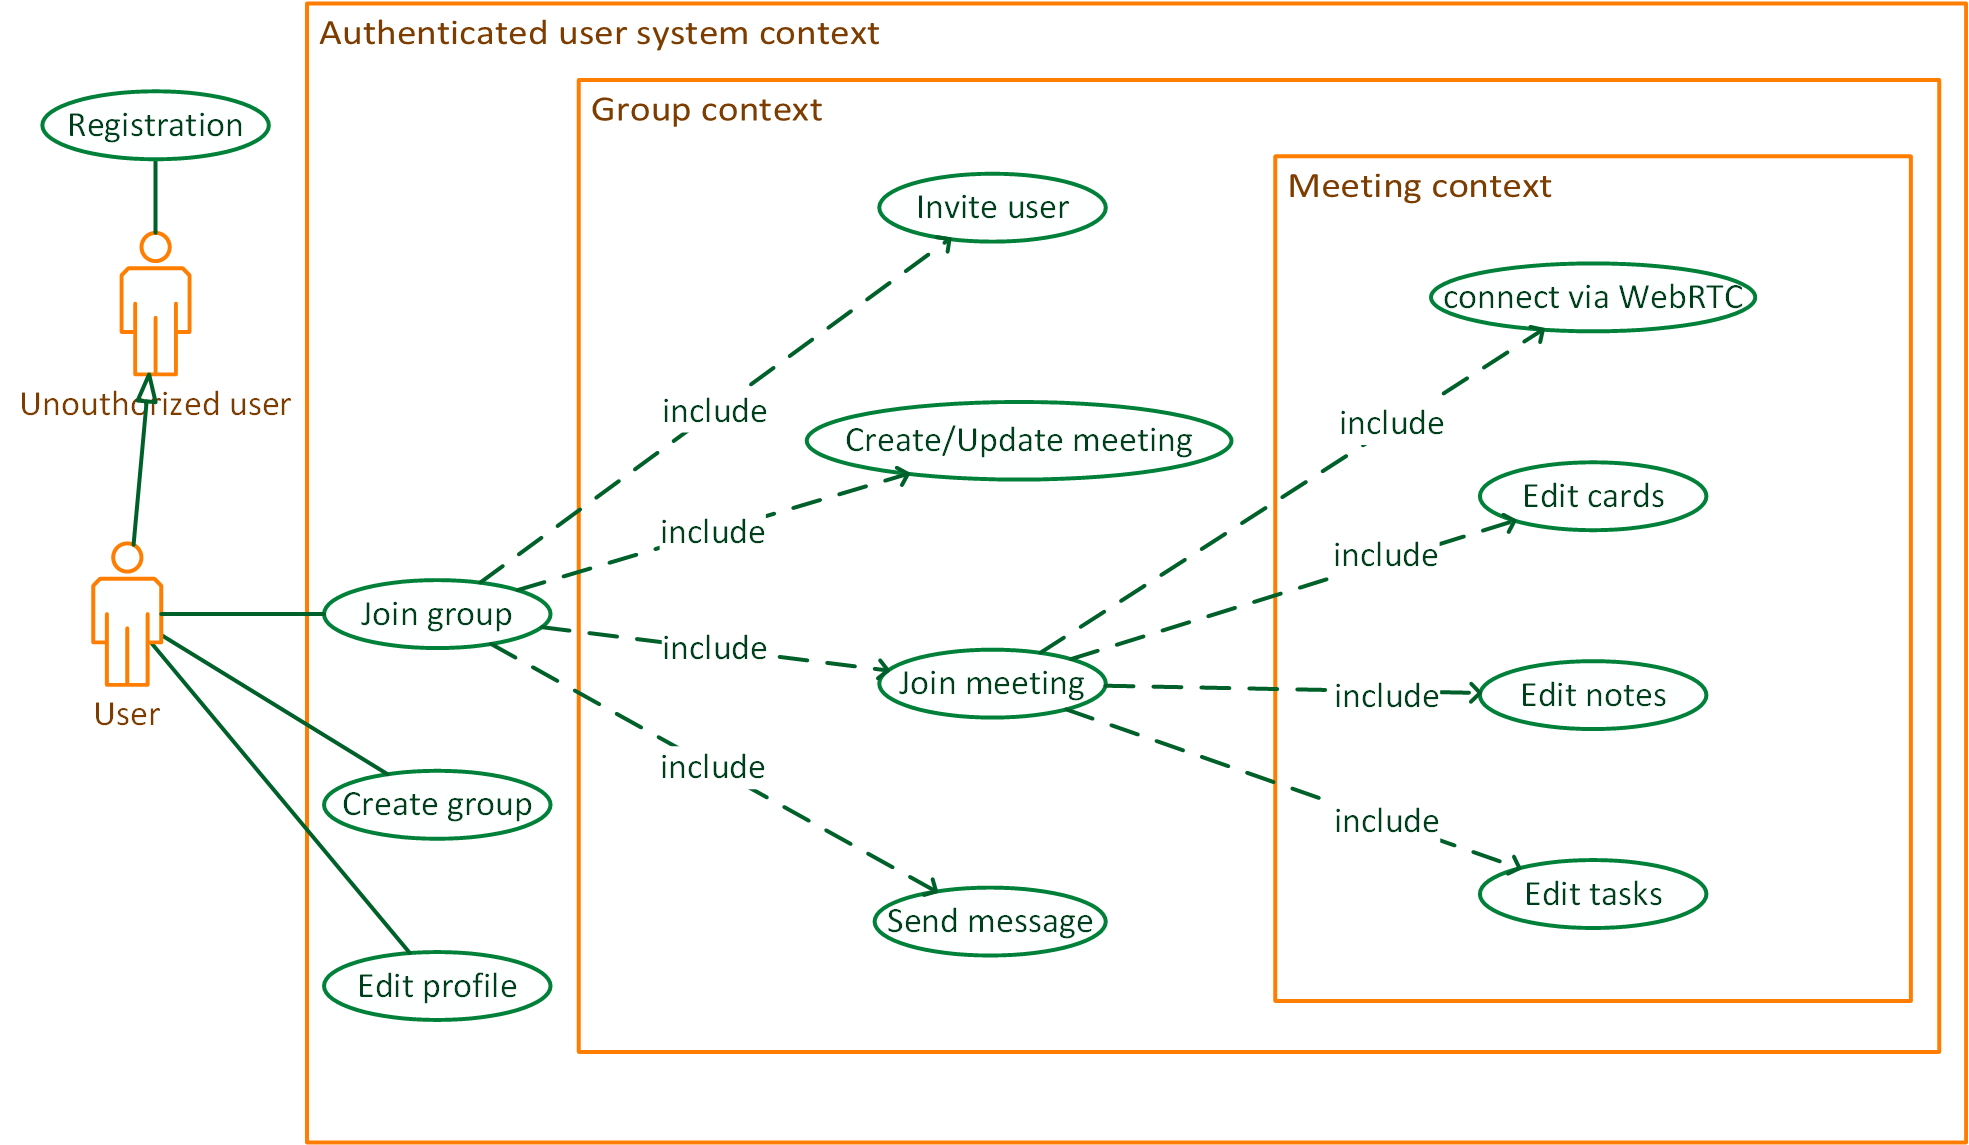 Authenticated user system context
Group context
Registration
Meeting context
Invite user
connect via WebRTC
Unouthorized user
include
include
Create/Update meeting
Edit cards
include
include
Join group
include
Join meeting
include
Edit notes
User
include
Create group
include
Edit tasks
Send message
Edit profile